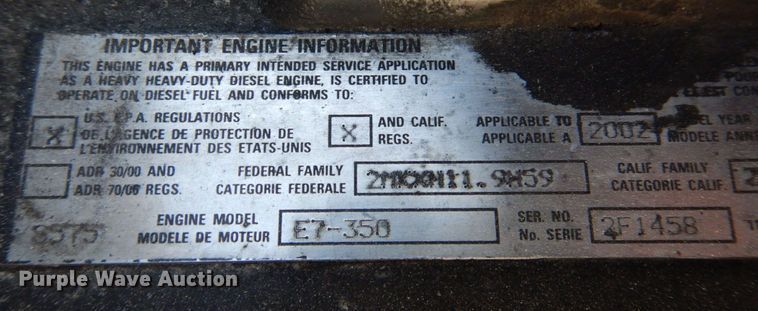 IMPORTANT ENGINE INFORMATION
THIS ENGINE HAS A PRIMARY INTENDED SERVICE APPLICATION
AS A HEAVY HEAVY-DUTY DIESEL ENGINE, IS CERTIFIED TO
OPERATE ON DIESEL FUEL AND CONFORMS TO:
X U.S. E.P.A. REGULATIONS
DE L'AGENCE DE PROTECTION DE
L'ENVIRONNEMENT DES ETATS-UNIS
X AND CALIF.
REGS.
APPLICABLE TO
APPLICABLE A
2002
YEAR
MODELE
ADR 30/00 AND
ADR 70/00 REGS.
FEDERAL FAMILY
CATEGORIE FEDERALE
CALIF. FAMILY
CATEGORIE CALIF.
ENGINE MODEL
MODELE DE MOTEUR
E7-350
SER. NO.
No. SERIE
2F1458
Purple Wave Auction